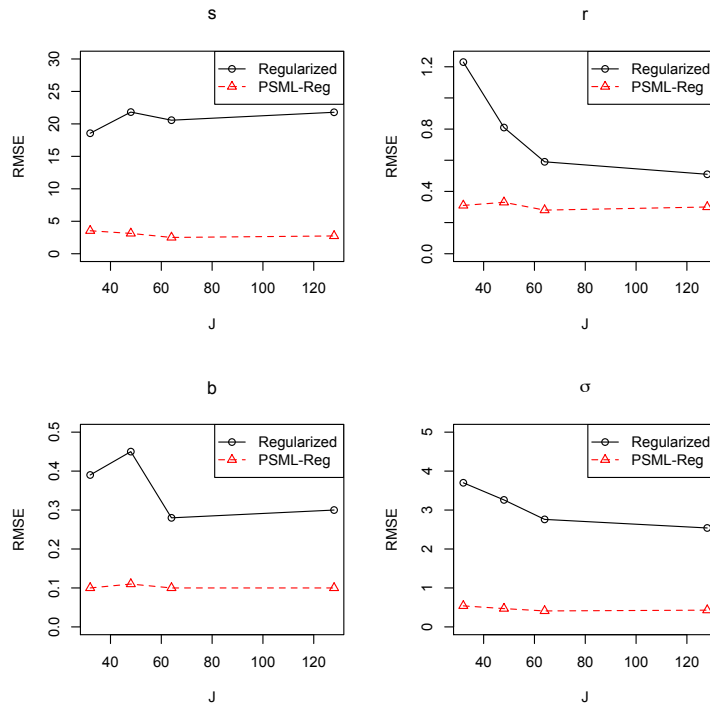 s
RMSE
0
5
10
15
20
25
30
40
60
80
100
120
J
Regularized
PSML-Reg
r
RMSE
0.0
0.4
0.8
1.2
40
60
80
100
120
J
Regularized
PSML-Reg
b
RMSE
0.0
0.1
0.2
0.3
0.4
0.5
40
60
80
100
120
J
Regularized
PSML-Reg
σ
RMSE
0
1
2
3
4
5
40
60
80
100
120
J
Regularized
PSML-Reg